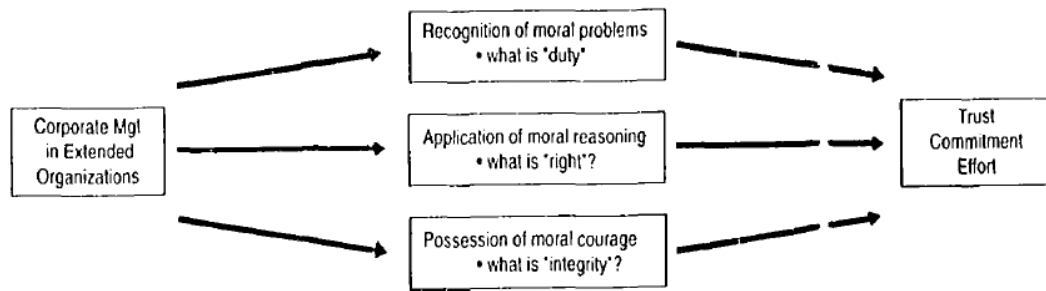 Recognition of moral problems
• what is "duty"
Corporate Mgt
in Extended
Organizations
Application of moral reasoning
• what is "right"?
Trust
Commitment
Effort
Possession of moral courage
• what is "integrity"?